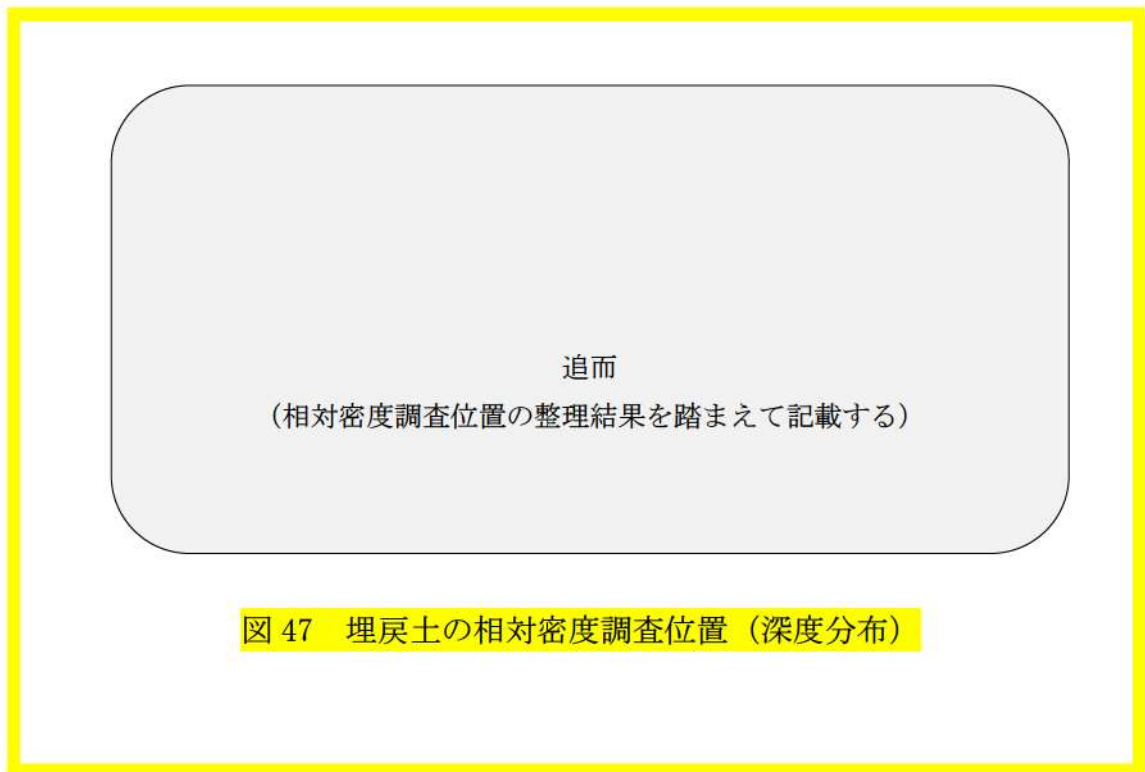 追而
（相対密度調査位置の整理結果を踏まえて記載する）
図 47　埋戻土の相対密度調査位置（深度分布）